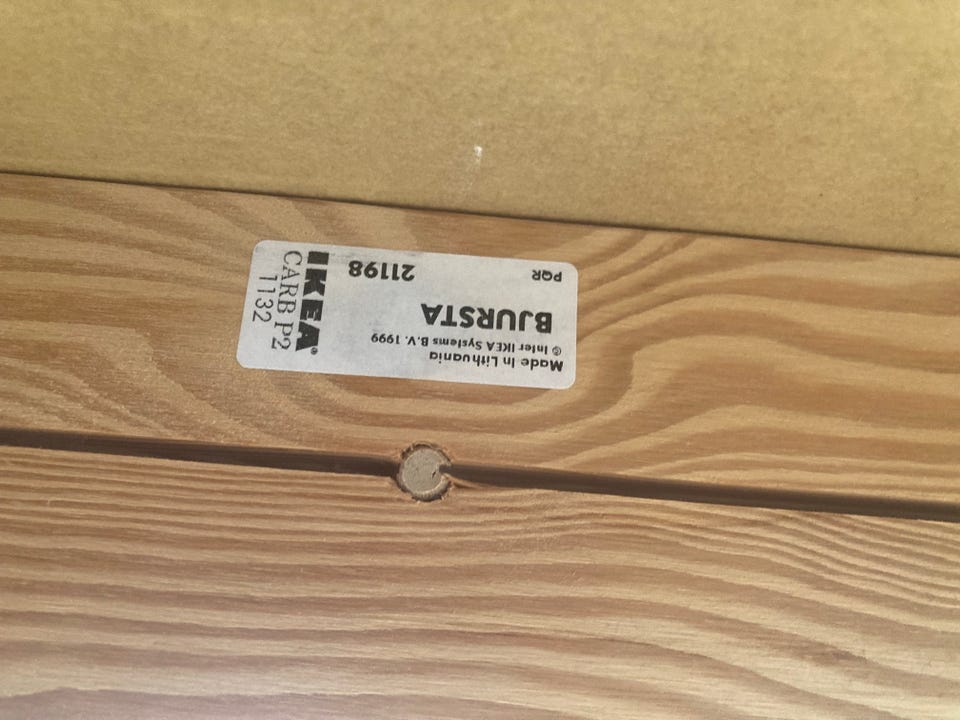 Made in Lithuania
© Inter IKEA Systems B.V. 1999
BJURSTA
PQR 21198
IKEA®
CARB P2
1132